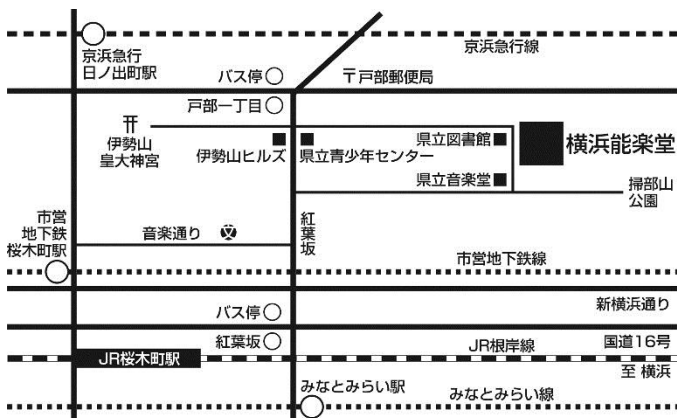 京浜急行線
京浜急行
日ノ出町駅
バス停
〒戸部郵便局
戸部一丁目
伊勢山
皇大神宮
伊勢山ヒルズ
県立青少年センター
県立図書館
横浜能楽堂
県立音楽堂
掃部山
公園
市営
地下鉄
桜木町駅
音楽通り
紅葉坂
市営地下鉄線
新横浜通り
バス停
紅葉坂
国道16号
JR桜木町駅
JR根岸線
至 横浜
みなとみらい駅
みなとみらい線